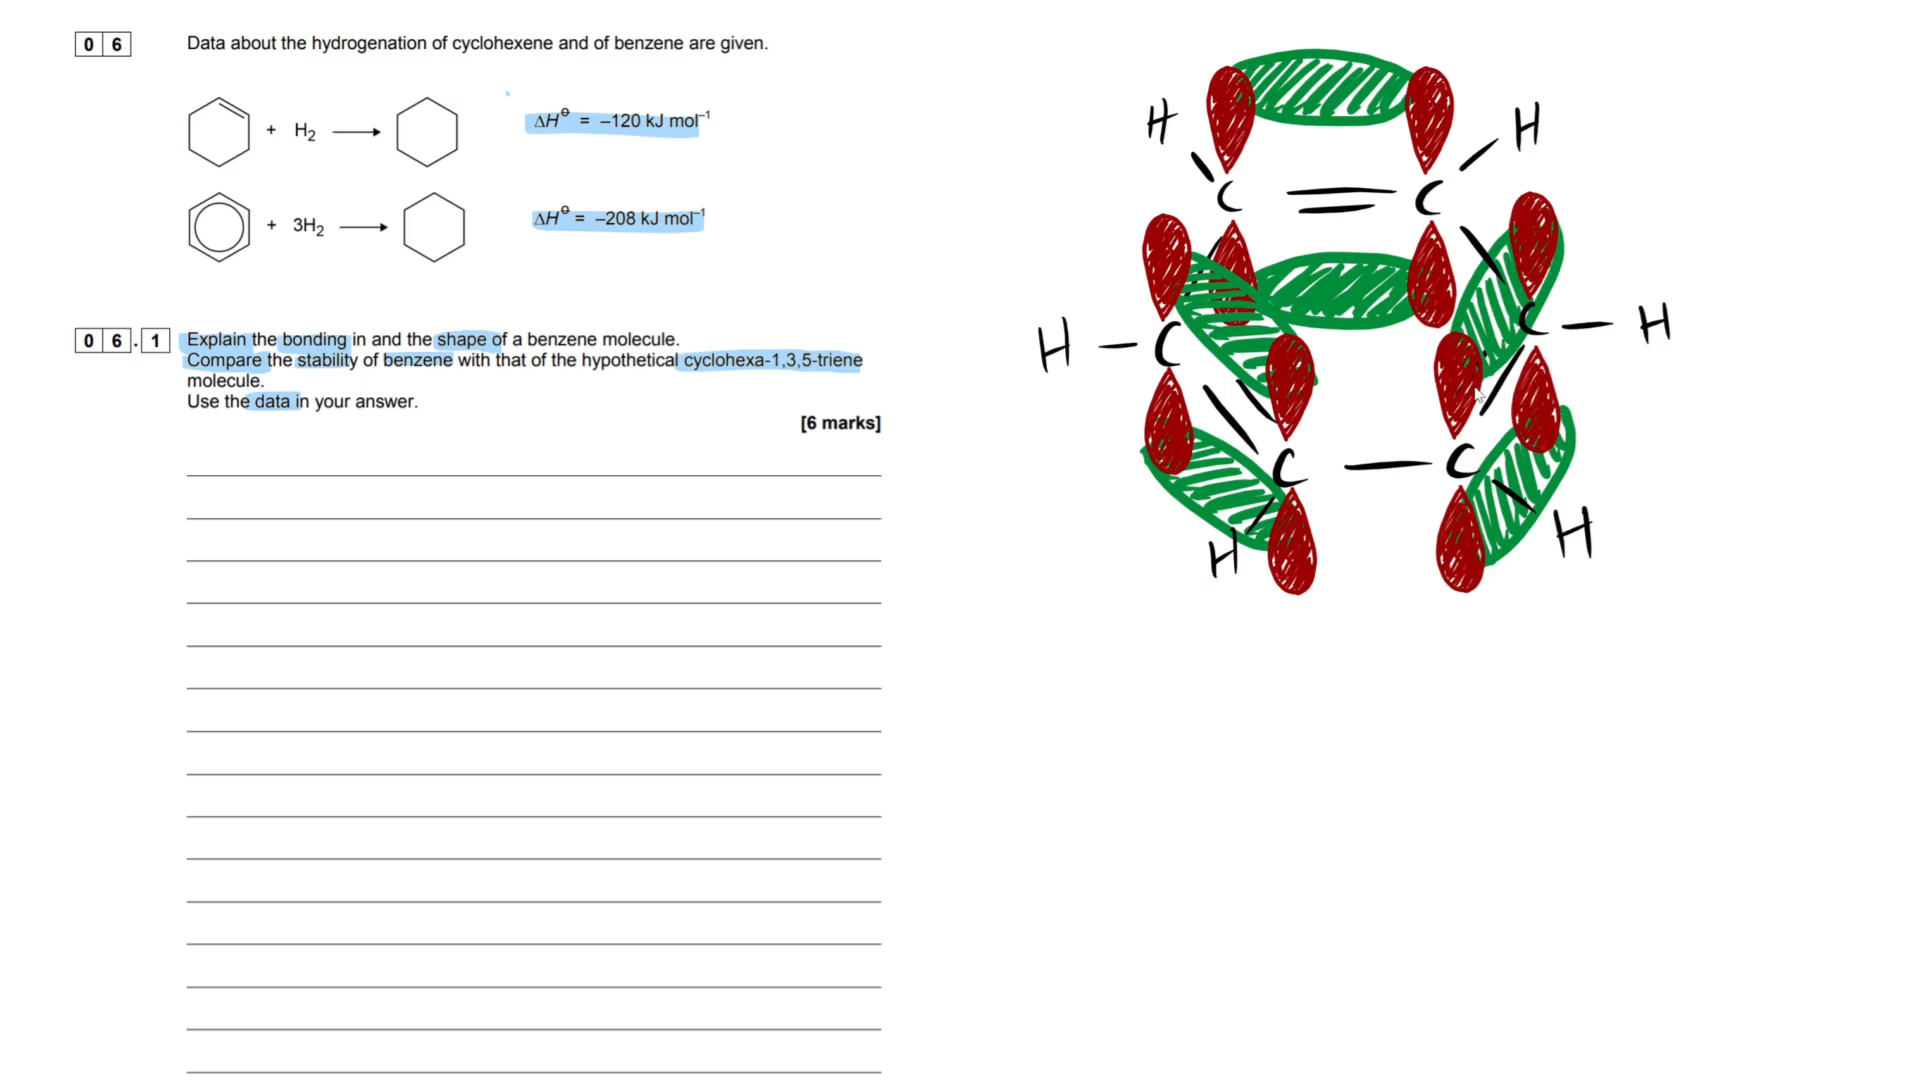 0 6 Data about the hydrogenation of cyclohexene and of benzene are given.
+ H₂ ΔH⦵ = –120 kJ mol⁻¹
+ 3H₂ ΔH⦵ = –208 kJ mol⁻¹
0 6 . 1 Explain the bonding in and the shape of a benzene molecule.
Compare the stability of benzene with that of the hypothetical cyclohexa-1,3,5-triene
molecule.
Use the data in your answer.
[6 marks]
H H
C C
H C C H
C C
H H